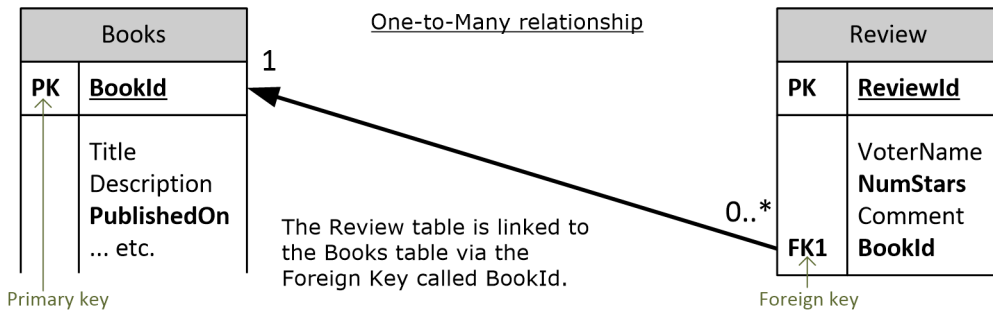 One-to-Many relationship
Books
PK BookId
Title
Description
PublishedOn
... etc.
Primary key
1
0..*
The Review table is linked to
the Books table via the
Foreign Key called BookId.
Review
PK ReviewId
VoterName
NumStars
Comment
FK1 BookId
Foreign key